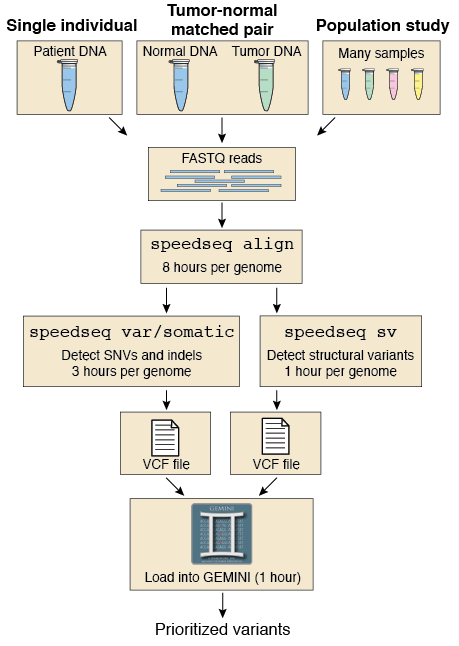 Single individual
Tumor-normal
matched pair
Population study
Patient DNA
Normal DNA
Tumor DNA
Many samples
FASTQ reads
speedseq align
8 hours per genome
speedseq var/somatic
Detect SNVs and indels
3 hours per genome
speedseq sv
Detect structural variants
1 hour per genome
VCF file
VCF file
GEMINI
Load into GEMINI (1 hour)
Prioritized variants